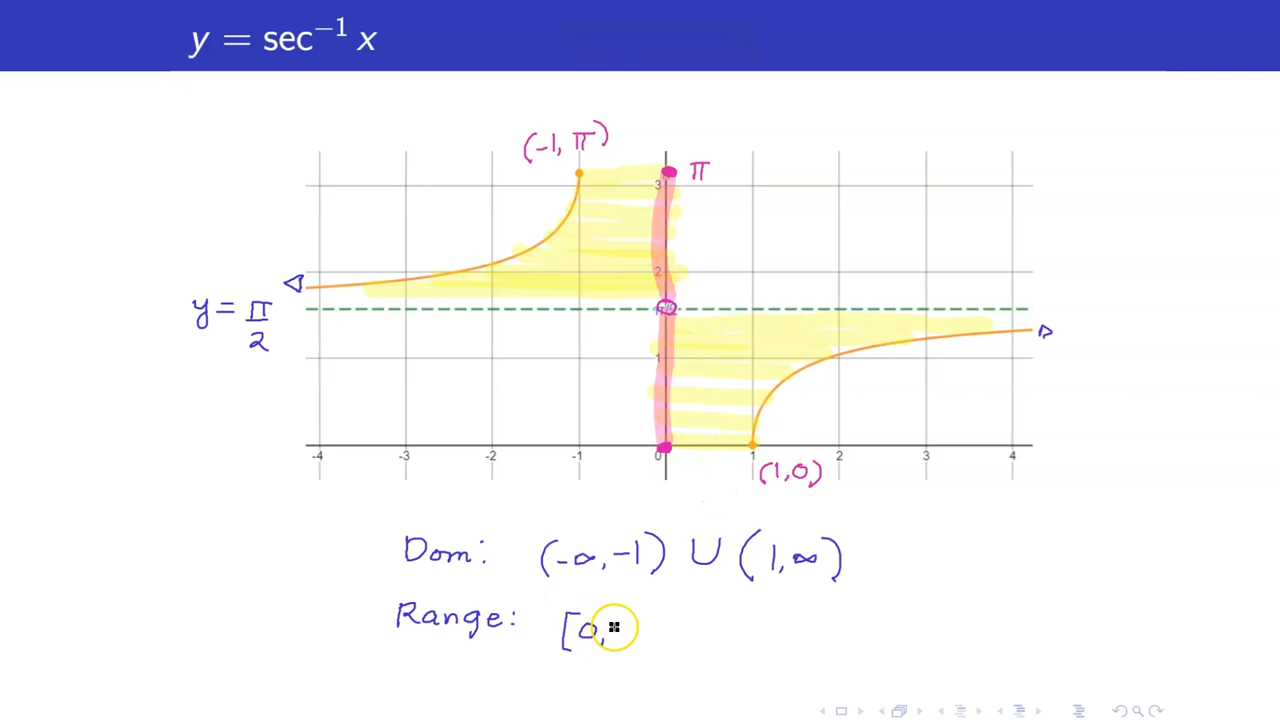 y = sec⁻¹ x
(-1, π)
π
3
2
y = π/2
1
-4 -3 -2 -1 0 1 2 3 4
(1,0)
Dom: (-∞,-1) ∪ (1,∞)
Range: [0,